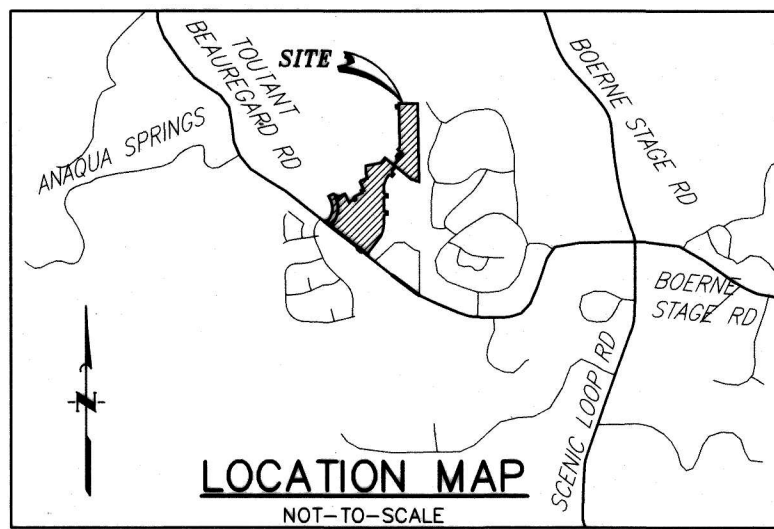 SITE
TOUTANT
BEAUREGARD RD
BOERNE STAGE RD
ANAQUA SPRINGS
BOERNE
STAGE RD
SCENIC LOOP RD
N
LOCATION MAP
NOT-TO-SCALE